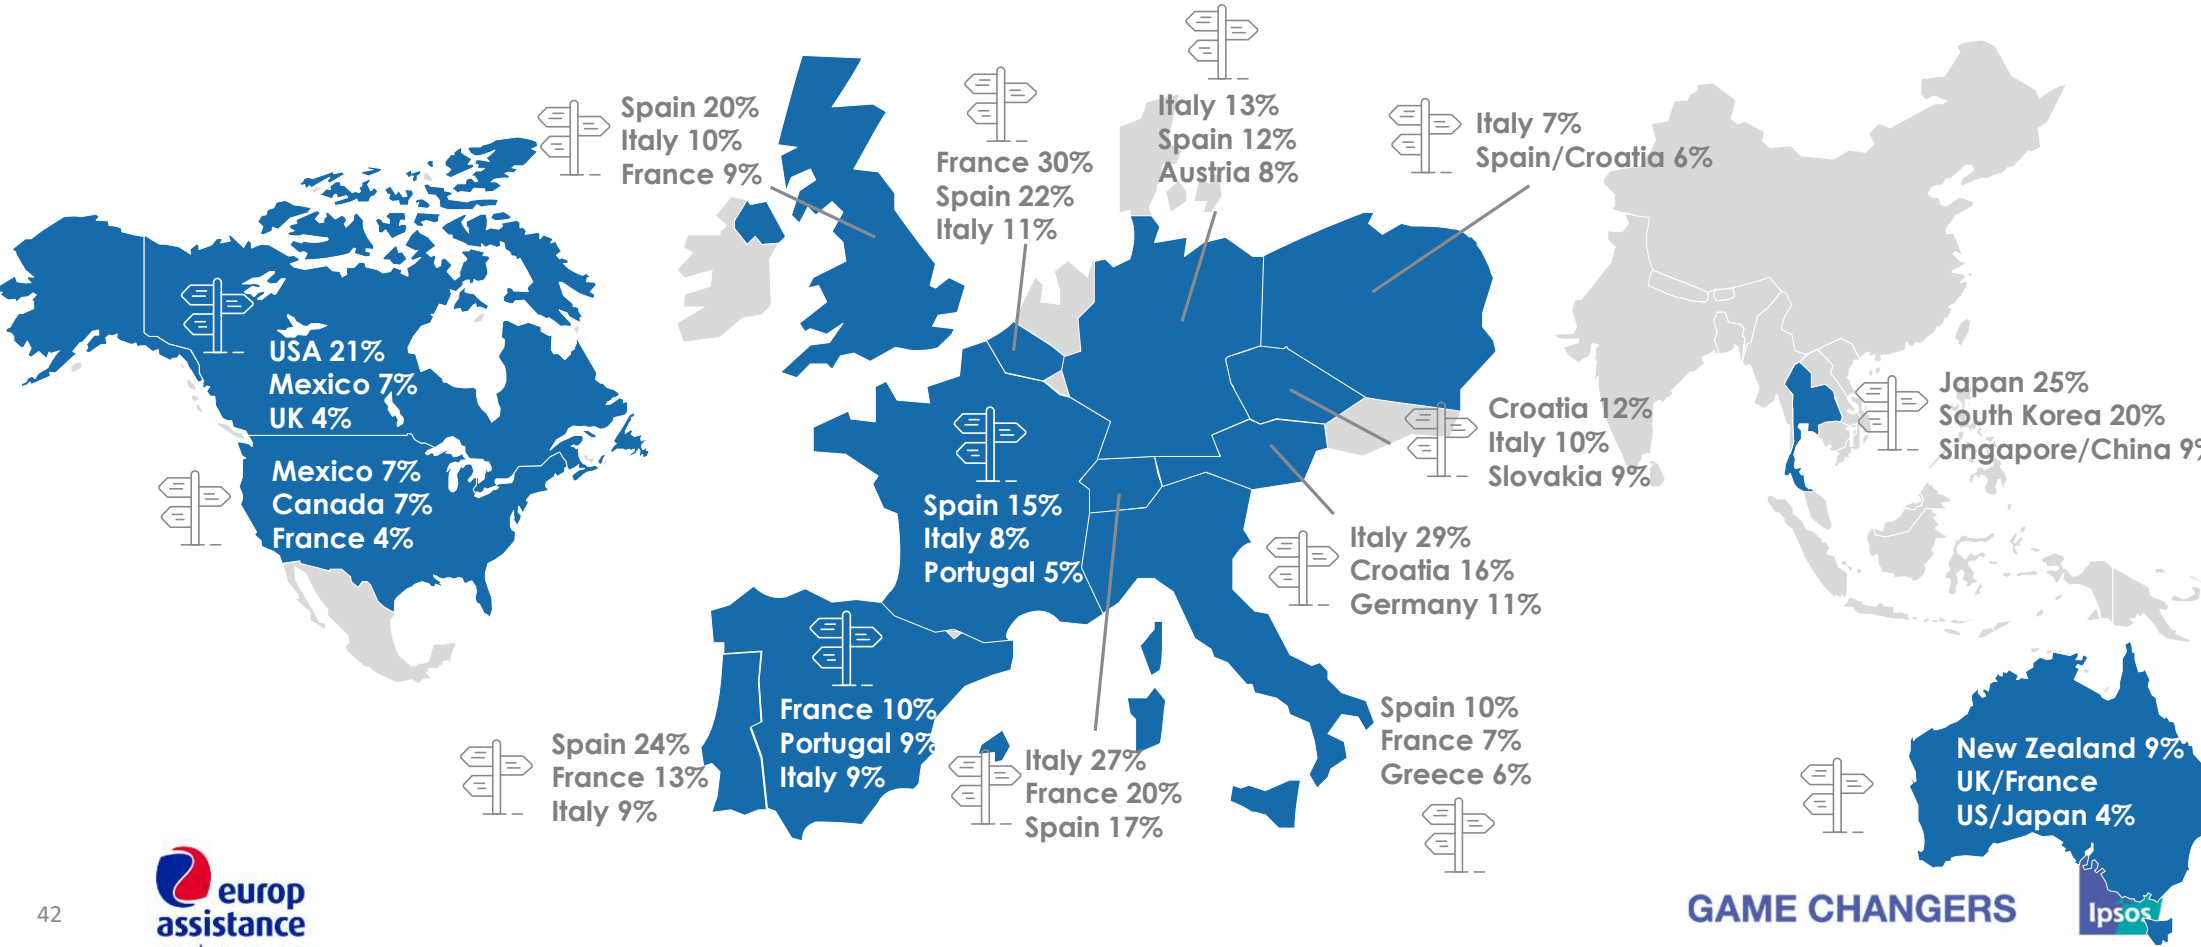 Spain 20%
Italy 10%
France 9%
France 30%
Spain 22%
Italy 11%
Italy 13%
Spain 12%
Austria 8%
Italy 7%
Spain/Croatia 6%
USA 21%
Mexico 7%
UK 4%
Mexico 7%
Canada 7%
France 4%
Spain 15%
Italy 8%
Portugal 5%
Croatia 12%
Italy 10%
Slovakia 9%
Japan 25%
South Korea 20%
Singapore/China 9%
Italy 29%
Croatia 16%
Germany 11%
France 10%
Portugal 9%
Italy 9%
Spain 24%
France 13%
Italy 9%
Italy 27%
France 20%
Spain 17%
Spain 10%
France 7%
Greece 6%
New Zealand 9%
UK/France
US/Japan 4%
42
europ
assistance
GAME CHANGERS
Ipsos